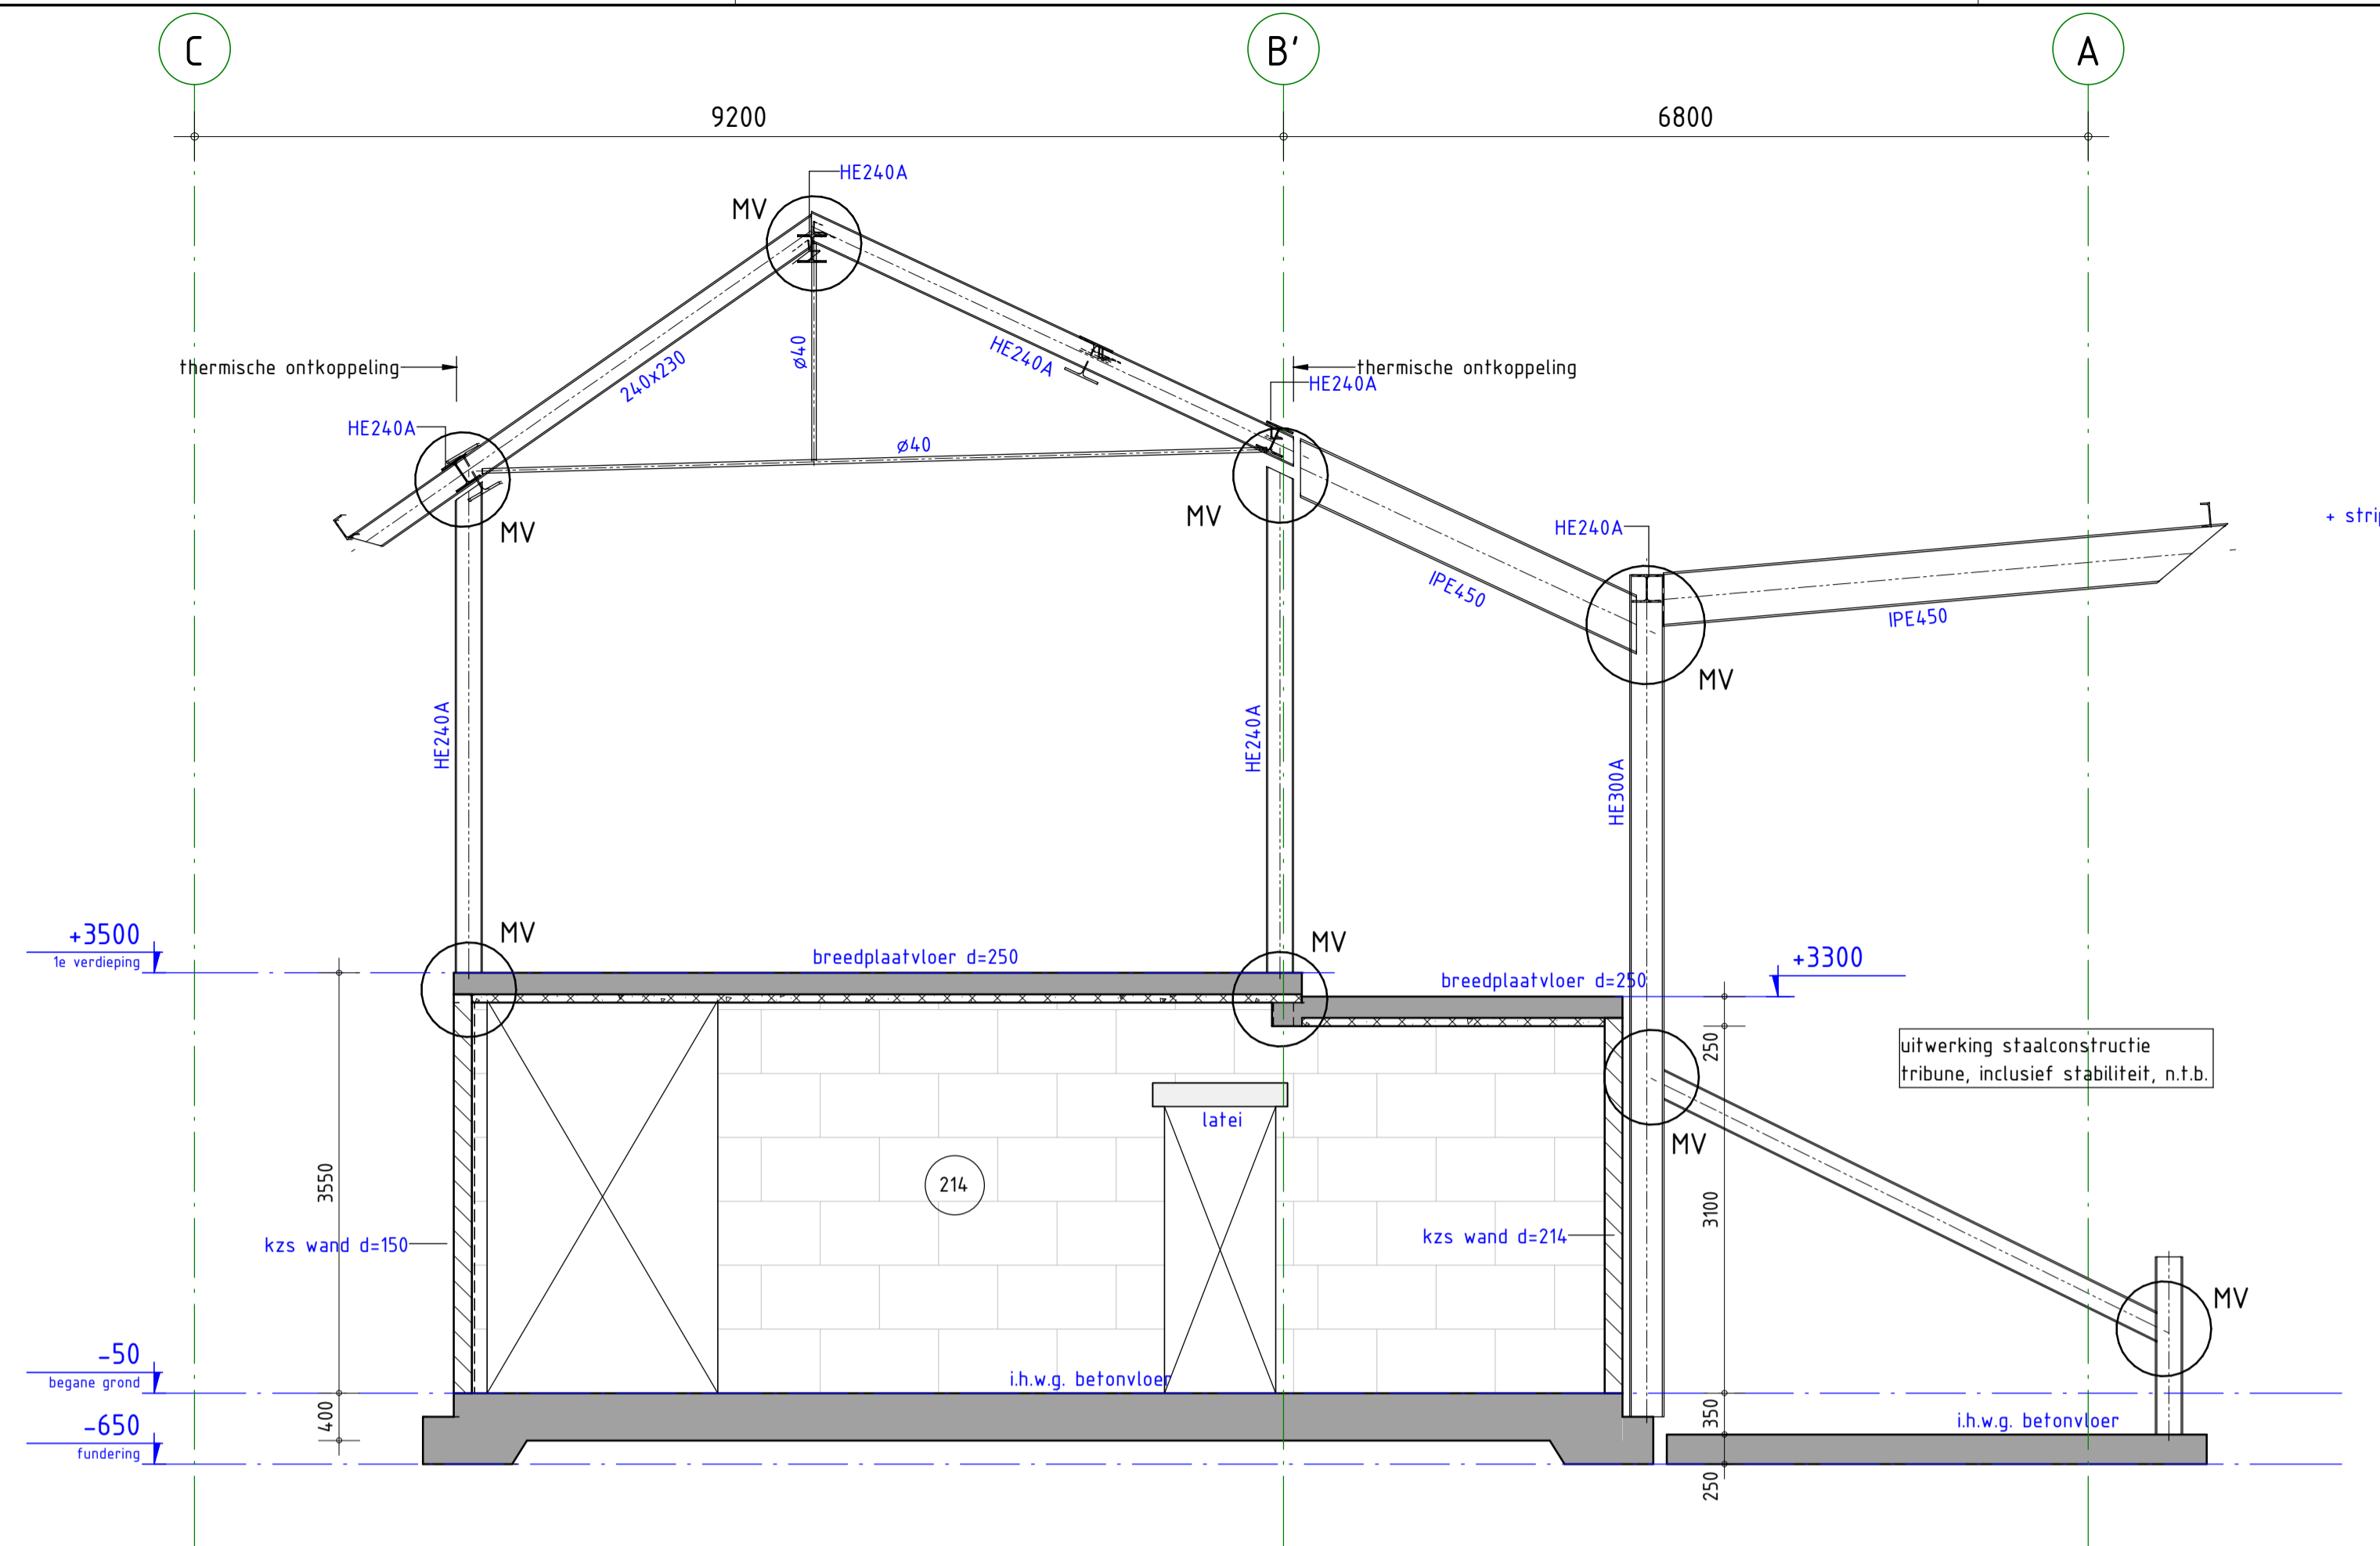 C
B'
A
9200
6800
HE240A
MV
thermische ontkoppeling
thermische ontkoppeling
HE240A
ø40
HE240A
240x230
HE240A
ø40
MV
MV
HE240A
IPE450
IPE450
MV
HE240A
HE240A
HE300A
+3500
1e verdieping
MV
breedplaatvloer d=250
MV
breedplaatvloer d=250
+3300
250
uitwerking staalconstructie
tribune, inclusief stabiliteit, n.t.b.
latei
MV
3550
214
3100
kzs wand d=150
kzs wand d=214
MV
-50
begane grond
i.h.w.g. betonvloer
400
350
i.h.w.g. betonvloer
-650
fundering
250